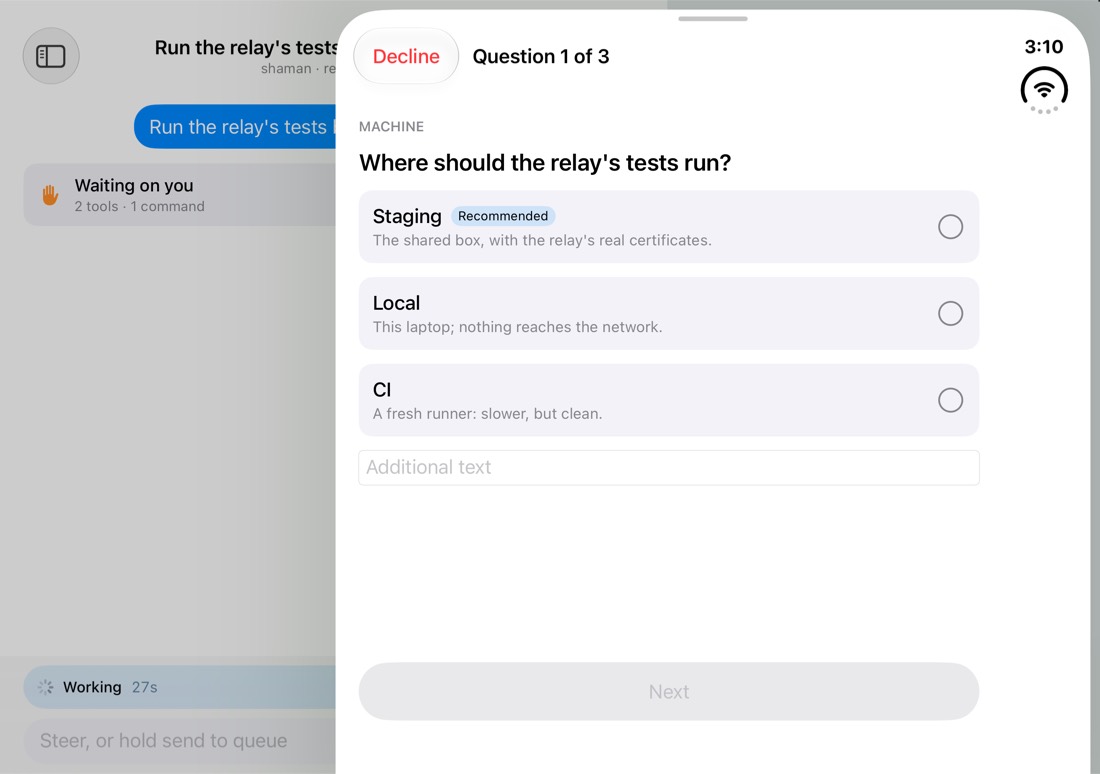 Run the relay's tests
shaman · re
Run the relay's tests
Waiting on you
2 tools · 1 command
Working 27s
Steer, or hold send to queue
Decline
Question 1 of 3
3:10
MACHINE
Where should the relay's tests run?
Staging Recommended
The shared box, with the relay's real certificates.
Local
This laptop; nothing reaches the network.
CI
A fresh runner: slower, but clean.
Additional text
Next